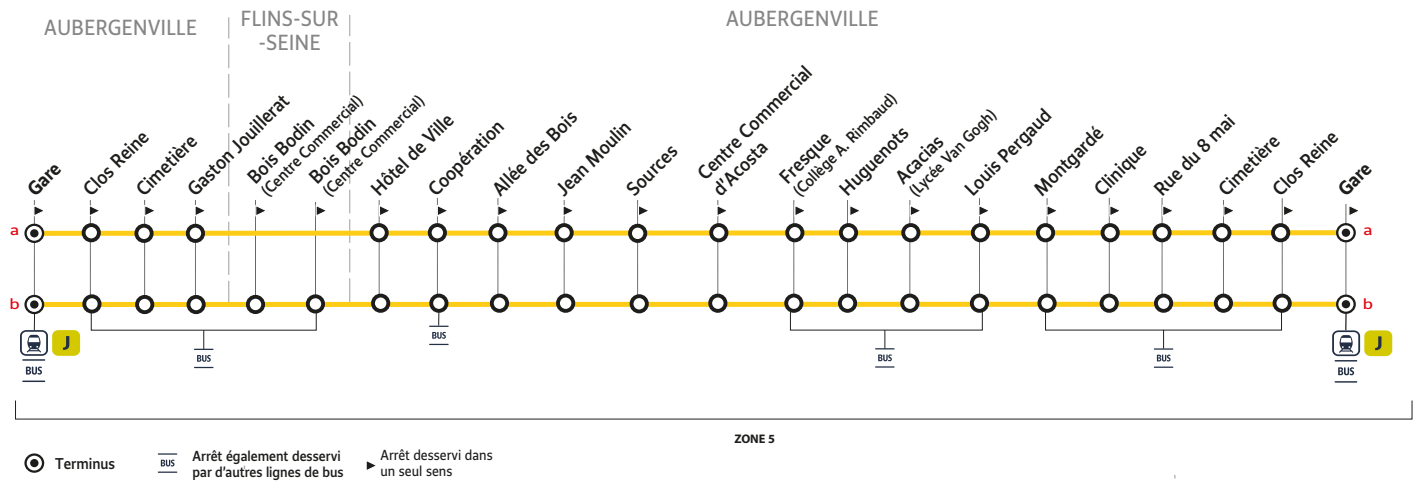 AUBERGENVILLE
FLINS-SUR
-SEINE
AUBERGENVILLE
Gare
Clos Reine
Cimetière
Gaston Jouillerat
Bois Bodin
(Centre Commercial)
Bois Bodin
(Centre Commercial)
Hôtel de Ville
Coopération
Allée des Bois
Jean Moulin
Sources
Centre Commercial
d'Acosta
Fresque
(Collège A. Rimbaud)
Huguenots
Acacias
(Lycée Van Gogh)
Louis Pergaud
Montgardé
Clinique
Rue du 8 mai
Cimetière
Clos Reine
Gare
a
a
b
b
J
BUS
BUS
BUS
BUS
BUS
J
BUS
ZONE 5
Terminus
BUS
Arrêt également desservi
par d'autres lignes de bus
Arrêt desservi dans
un seul sens